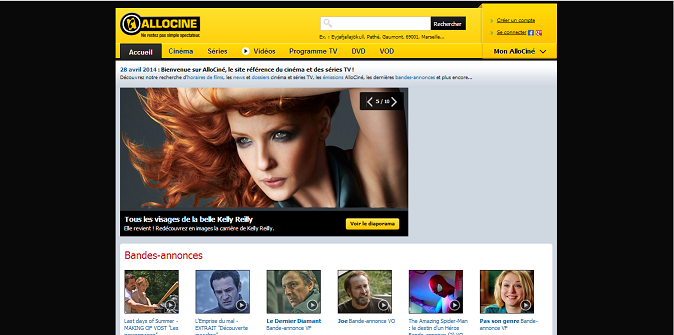 ALLOCINE
Ne restez pas simple spectateur
Rechercher
Ex. : Eyjafjallajökull, Pathé, Gaumont, 69001, Marseille...
Créer un compte
Se connecter
Mon AlloCiné
Accueil
Cinéma
Séries
Vidéos
Programme TV
DVD
VOD
28 avril 2014 : Bienvenue sur AlloCiné, le site référence du cinéma et des séries TV !
Découvrez notre recherche d'horaires de films, les news et dossiers cinéma et séries TV, les émissions AlloCiné, les dernières bandes-annonces et plus encore...
5 / 10
Tous les visages de la belle Kelly Reilly
Elle revient ! Redécouvrez en images la carrière de Kelly Reilly.
Voir le diaporama
Bandes-annonces
Last days of Summer -
MAKING OF VOST "Les
L'Emprise du mal -
EXTRAIT "Découverte
Le Dernier Diamant
Bande-annonce VF
Joe Bande-annonce VO
The Amazing Spider-Man
: le destin d'un Héros
Pas son genre Bande-
annonce VF